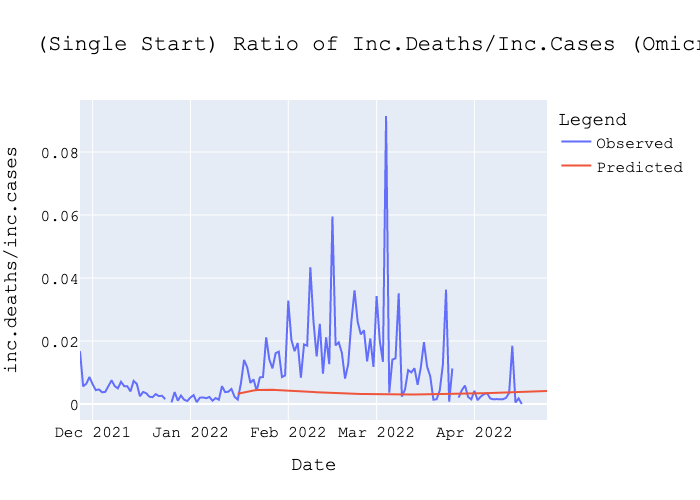 (Single Start) Ratio of Inc.Deaths/Inc.Cases
Legend
Observed
Predicted
inc.deaths/inc.cases
0.08
0.06
0.04
0.02
0
Dec 2021 Jan 2022 Feb 2022 Mar 2022 Apr 2022
Date